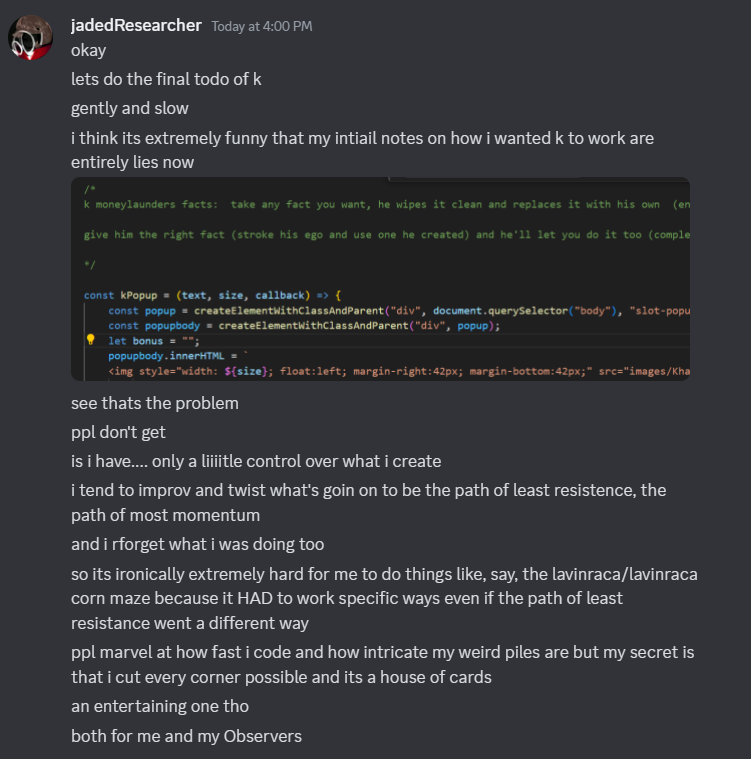 jadedResearcher Today at 4:00 PM
okay
lets do the final todo of k
gently and slow
i think its extremely funny that my intiail notes on how i wanted k to work are
entirely lies now
/*
k moneylaunders facts:  take any fact you want, he wipes it clean and replaces it with his own  (en
give him the right fact (stroke his ego and use one he created) and he'll let you do it too (comple
*/
const kPopup = (text, size, callback) => {
const popup = createElementWithClassAndParent("div", document.querySelector("body"), "slot-popu
const popupbody = createElementWithClassAndParent("div", popup);
let bonus = "";
popupbody.innerHTML = `
<img style="width: ${size}; float:left; margin-right:42px; margin-bottom:42px;" src="images/Kha
see thats the problem
ppl don't get
is i have.... only a liiiitle control over what i create
i tend to improv and twist what's goin on to be the path of least resistence, the
path of most momentum
and i rforget what i was doing too
so its ironically extremely hard for me to do things like, say, the lavinraca/lavinraca
corn maze because it HAD to work specific ways even if the path of least
resistance went a different way
ppl marvel at how fast i code and how intricate my weird piles are but my secret is
that i cut every corner possible and its a house of cards
an entertaining one tho
both for me and my Observers